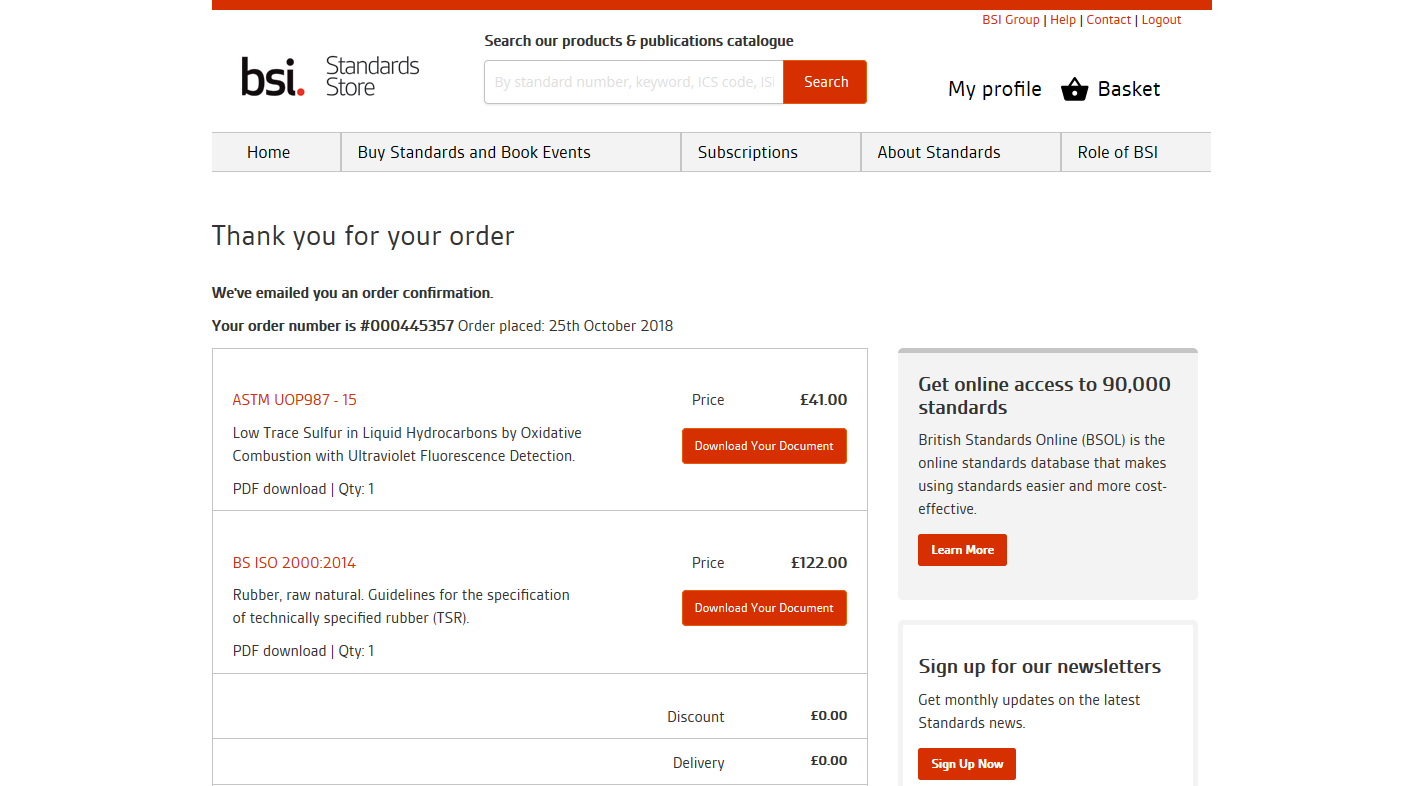 BSI Group | Help | Contact | Logout
Search our products & publications catalogue
bsi. Standards Store
By standard number, keyword, ICS code, ISI
Search
My profile
Basket
Home
Buy Standards and Book Events
Subscriptions
About Standards
Role of BSI
Thank you for your order
We've emailed you an order confirmation.
Your order number is #000445357 Order placed: 25th October 2018
ASTM UOP987 - 15
Price £41.00
Low Trace Sulfur in Liquid Hydrocarbons by Oxidative
Combustion with Ultraviolet Fluorescence Detection.
Download Your Document
PDF download | Qty: 1
BS ISO 2000:2014
Price £122.00
Rubber, raw natural. Guidelines for the specification
of technically specified rubber (TSR).
Download Your Document
PDF download | Qty: 1
Discount £0.00
Delivery £0.00
Get online access to 90,000
standards
British Standards Online (BSOL) is the
online standards database that makes
using standards easier and more cost-
effective.
Learn More
Sign up for our newsletters
Get monthly updates on the latest
Standards news.
Sign Up Now